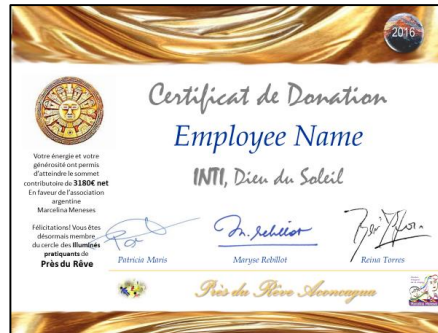 2016
Certificat de Donation
Employee Name
INTI, Dieu du Soleil
Votre énergie et votre
générosité ont permis
d'atteindre le sommet
contributoire de 3180€ net
En faveur de l'association
argentine
Marcelina Meneses
Félicitations! Vous êtes
désormais membre
du cercle des Illuminés
pratiquants de
Près du Rêve
M. Rebillot
Patricia Maris
Maryse Rebillot
Reina Torres
Près du Rêve Aconcagua